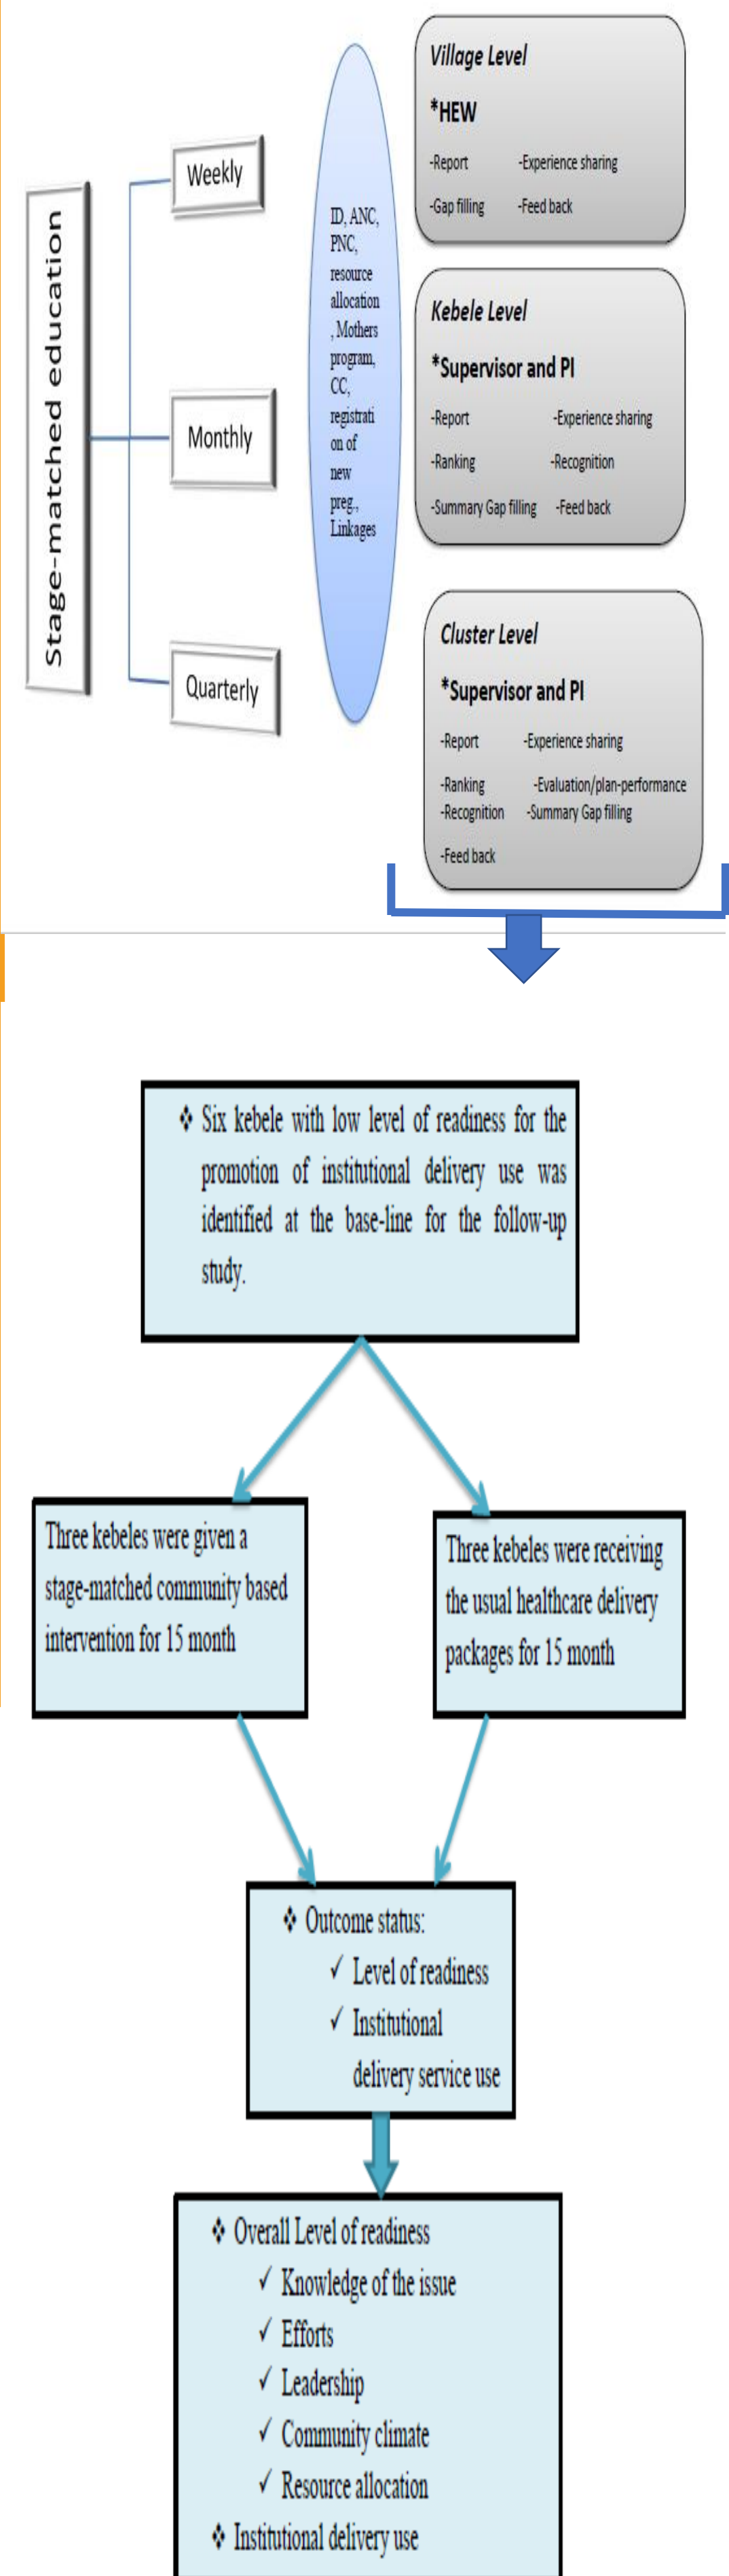 Stage-matched education
Weekly
Monthly
Quarterly
ID, ANC,
PNC,
resource
allocation
, Mothers
program,
CC,
registrati
on of
new
preg.,
Linkages
Village Level
*HEW
-Report -Experience sharing
-Gap filling -Feed back
Kebele Level
*Supervisor and PI
-Report -Experience sharing
-Ranking -Recognition
-Summary Gap filling -Feed back
Cluster Level
*Supervisor and PI
-Report -Experience sharing
-Ranking -Evaluation/plan-performance
-Recognition -Summary Gap filling
-Feed back
❖ Six kebele with low level of readiness for the
promotion of institutional delivery use was
identified at the base-line for the follow-up
study.
Three kebeles were given a
stage-matched community based
intervention for 15 month
Three kebeles were receiving
the usual healthcare delivery
packages for 15 month
❖ Outcome status:
✓ Level of readiness
✓ Institutional
delivery service use
❖ Overall Level of readiness
✓ Knowledge of the issue
✓ Efforts
✓ Leadership
✓ Community climate
✓ Resource allocation
❖ Institutional delivery use